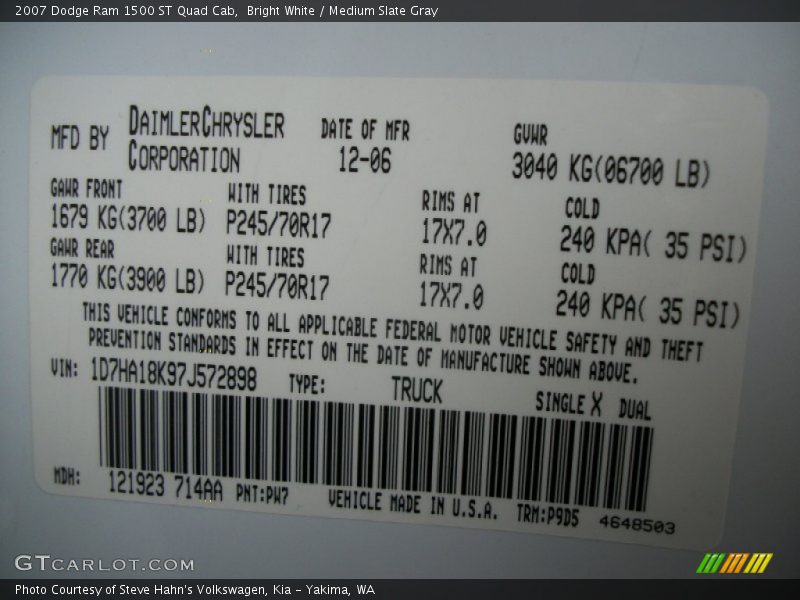 2007 Dodge Ram 1500 ST Quad Cab, Bright White / Medium Slate Gray
MFD BY DAIMLERCHRYSLER CORPORATION DATE OF MFR 12-06 GVWR 3040 KG(06700 LB)
GAWR FRONT WITH TIRES RIMS AT COLD
1679 KG(3700 LB) P245/70R17 17X7.0 240 KPA( 35 PSI)
GAWR REAR WITH TIRES RIMS AT COLD
1770 KG(3900 LB) P245/70R17 17X7.0 240 KPA( 35 PSI)
THIS VEHICLE CONFORMS TO ALL APPLICABLE FEDERAL MOTOR VEHICLE SAFETY AND THEFT
PREVENTION STANDARDS IN EFFECT ON THE DATE OF MANUFACTURE SHOWN ABOVE.
VIN: 1D7HA18K97J572898 TYPE: TRUCK SINGLE X DUAL
MDH: 121923 714AA PNT:PW7 VEHICLE MADE IN U.S.A. TRM:P9D5 4648503
GTCARLOT.COM
Photo Courtesy of Steve Hahn's Volkswagen, Kia - Yakima, WA